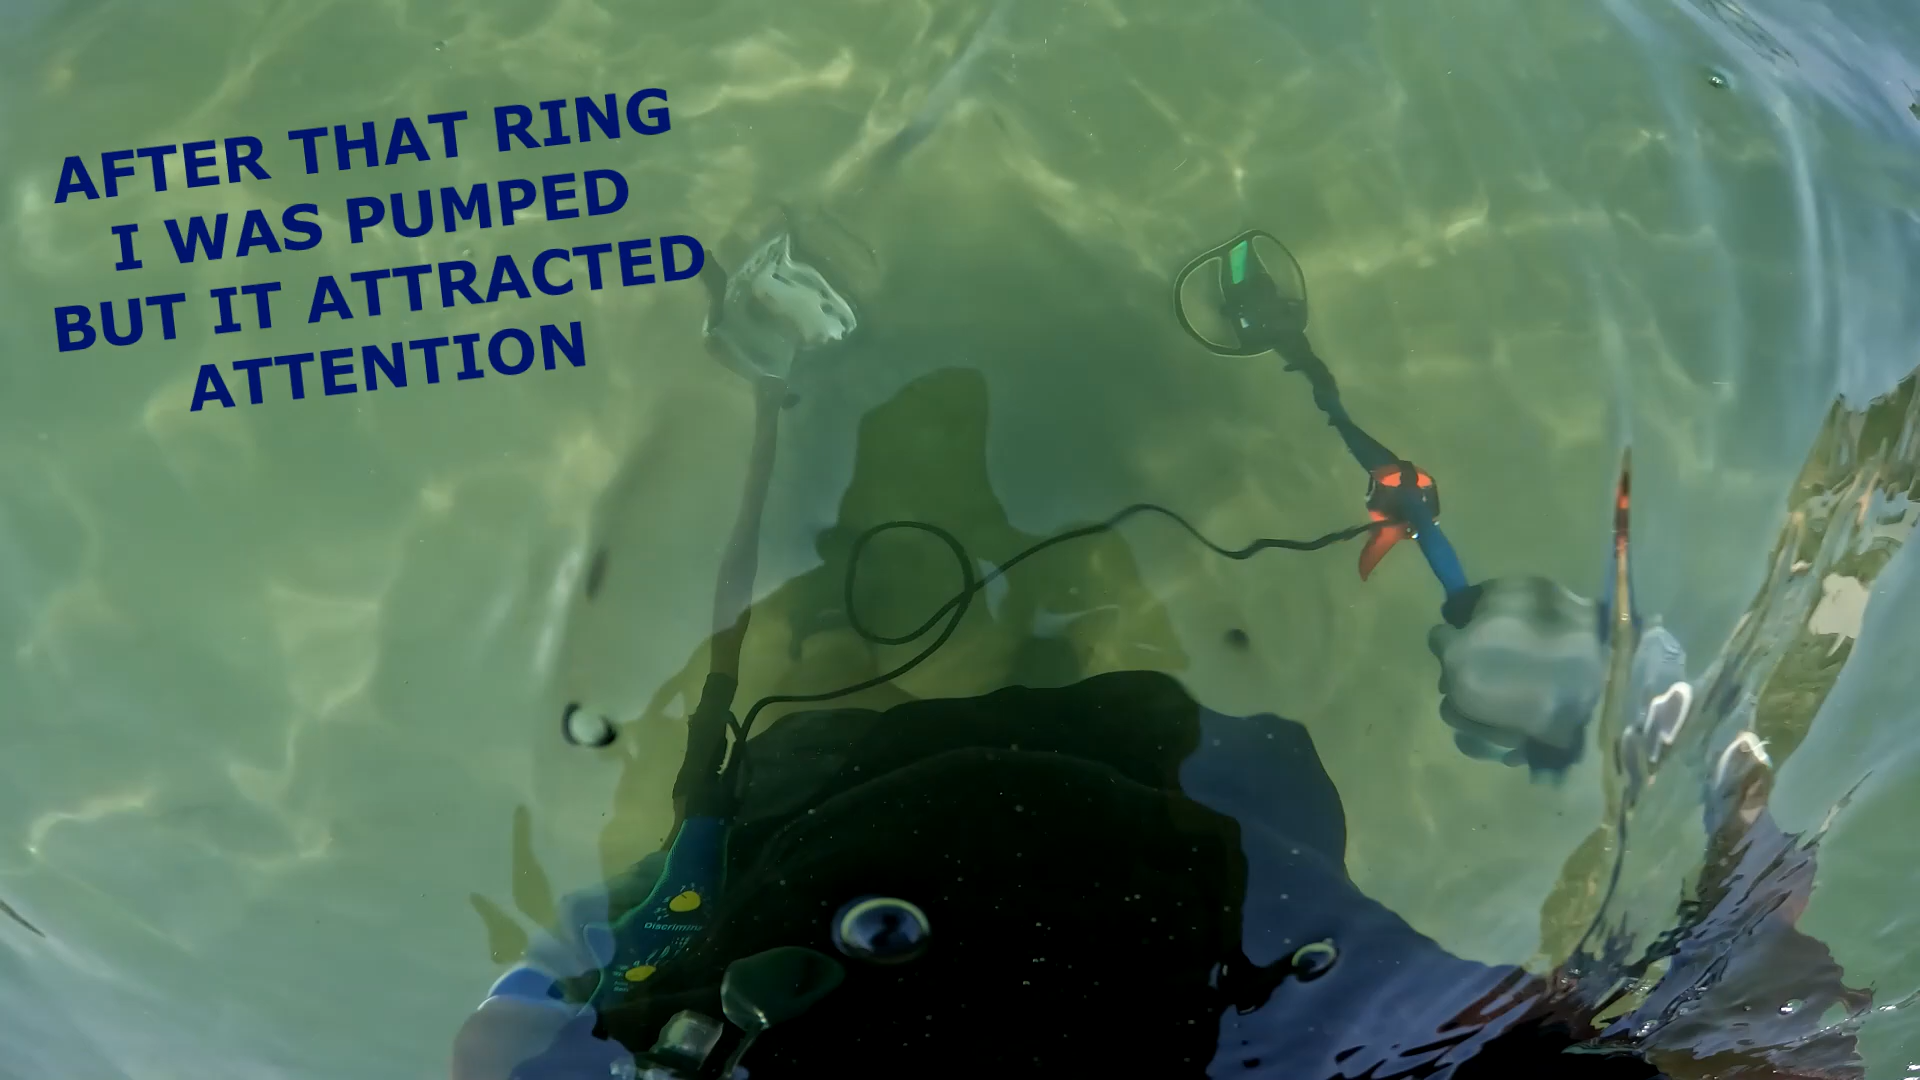 AFTER THAT RING
I WAS PUMPED
BUT IT ATTRACTED
ATTENTION